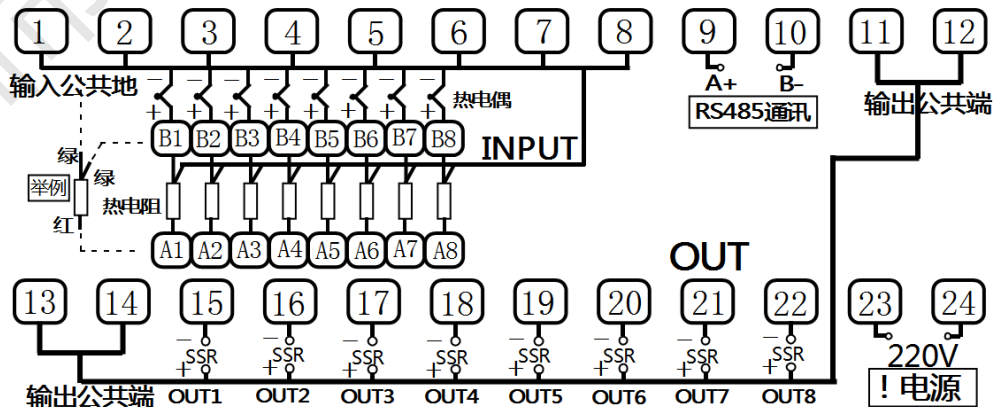 1 2 3 4 5 6 7 8 9 10 11 12
输入公共地
− − − − − − − −
+ + + + + + + +
热电偶
A+ B-
RS485通讯
输出公共端
B1 B2 B3 B4 B5 B6 B7 B8
INPUT
绿
绿
举例
红
热电阻
A1 A2 A3 A4 A5 A6 A7 A8
OUT
13 14 15 16 17 18 19 20 21 22 23 24
− − − − − − − −
SSR SSR SSR SSR SSR SSR SSR SSR
+ + + + + + + +
220V
输出公共端
OUT1 OUT2 OUT3 OUT4 OUT5 OUT6 OUT7 OUT8
！电源